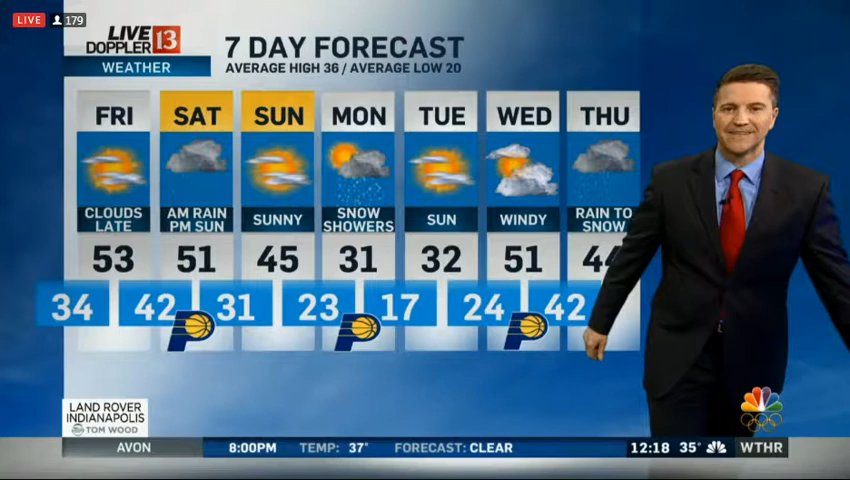 LIVE 179
LIVE
DOPPLER 13
WEATHER
7 DAY FORECAST
AVERAGE HIGH 36 / AVERAGE LOW 20
FRI SAT SUN MON TUE WED THU
CLOUDS LATE
AM RAIN PM SUN
SUNNY
SNOW SHOWERS
SUN
WINDY
RAIN TO SNOW
53 51 45 31 32 51 44
34 42 31 23 17 24 42
P P P
LAND ROVER
INDIANAPOLIS
TOM WOOD
AVON 8:00PM TEMP: 37° FORECAST: CLEAR 12:18 35° WTHR